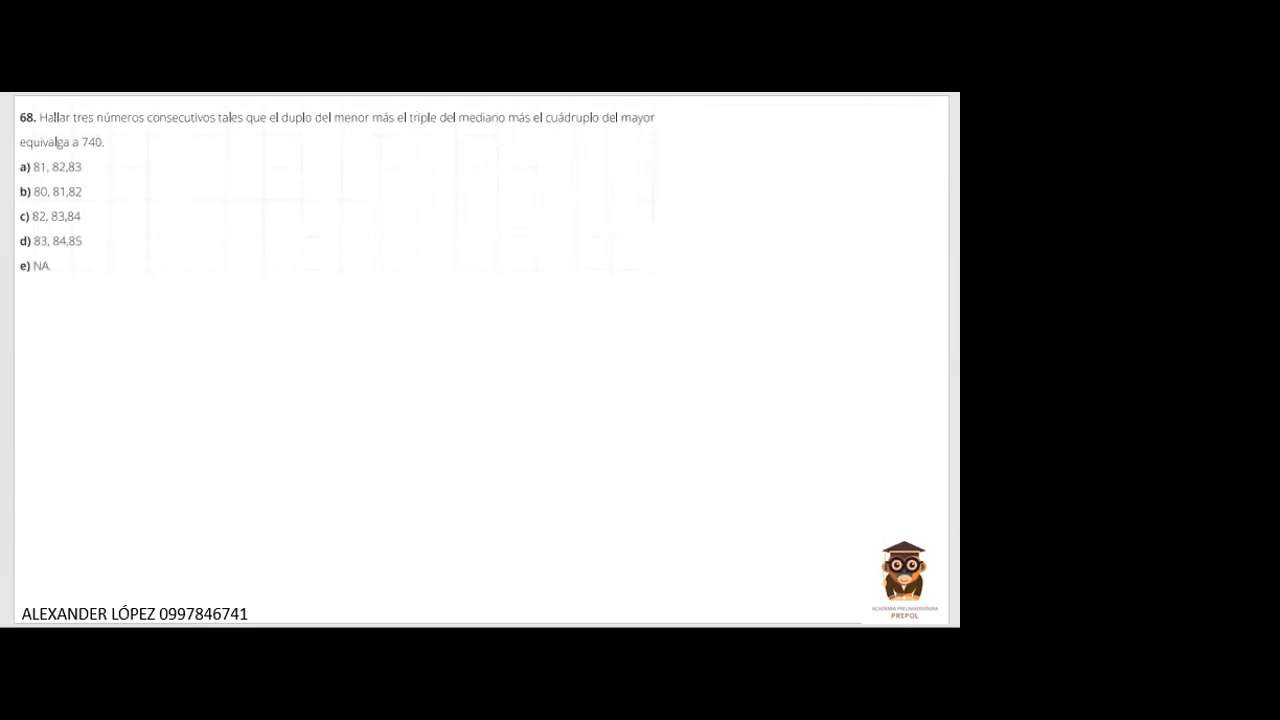 68. Hallar tres números consecutivos tales que el duplo del menor más el triple del mediano más el cuádruplo del mayor
equivalga a 740.
a) 81, 82,83
b) 80, 81,82
c) 82, 83,84
d) 83, 84,85
e) NA.
ACADEMIA PREUNIVERSITARIA
PREPOL
ALEXANDER LÓPEZ 0997846741